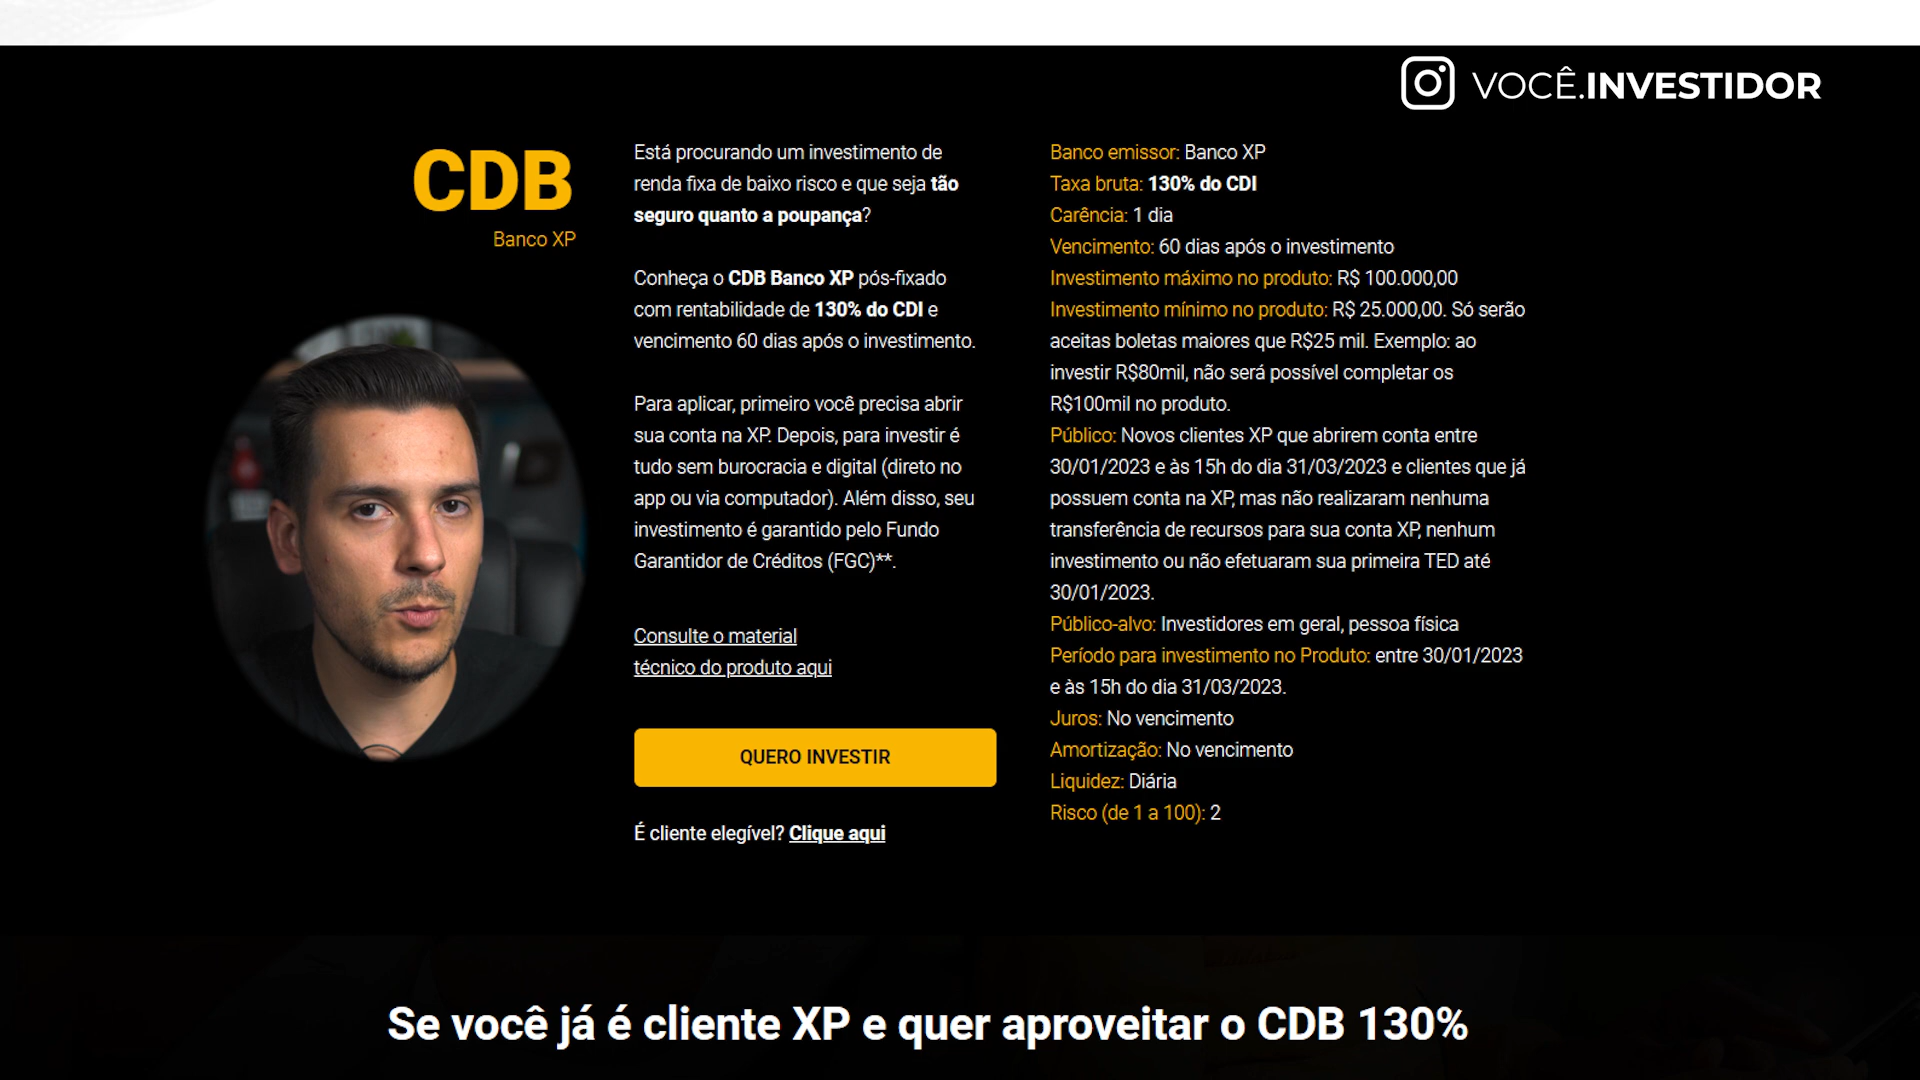 VOCÊ.INVESTIDOR
CDB
Banco XP
Está procurando um investimento de
renda fixa de baixo risco e que seja tão
seguro quanto a poupança?
Conheça o CDB Banco XP pós-fixado
com rentabilidade de 130% do CDI e
vencimento 60 dias após o investimento.
Para aplicar, primeiro você precisa abrir
sua conta na XP. Depois, para investir é
tudo sem burocracia e digital (direto no
app ou via computador). Além disso, seu
investimento é garantido pelo Fundo
Garantidor de Créditos (FGC)**.
Consulte o material
técnico do produto aqui
QUERO INVESTIR
É cliente elegível? Clique aqui
Banco emissor: Banco XP
Taxa bruta: 130% do CDI
Carência: 1 dia
Vencimento: 60 dias após o investimento
Investimento máximo no produto: R$ 100.000,00
Investimento mínimo no produto: R$ 25.000,00. Só serão
aceitas boletas maiores que R$25 mil. Exemplo: ao
investir R$80mil, não será possível completar os
R$100mil no produto.
Público: Novos clientes XP que abrirem conta entre
30/01/2023 e às 15h do dia 31/03/2023 e clientes que já
possuem conta na XP, mas não realizaram nenhuma
transferência de recursos para sua conta XP, nenhum
investimento ou não efetuaram sua primeira TED até
30/01/2023.
Público-alvo: Investidores em geral, pessoa física
Período para investimento no Produto: entre 30/01/2023
e às 15h do dia 31/03/2023.
Juros: No vencimento
Amortização: No vencimento
Liquidez: Diária
Risco (de 1 a 100): 2
Se você já é cliente XP e quer aproveitar o CDB 130%